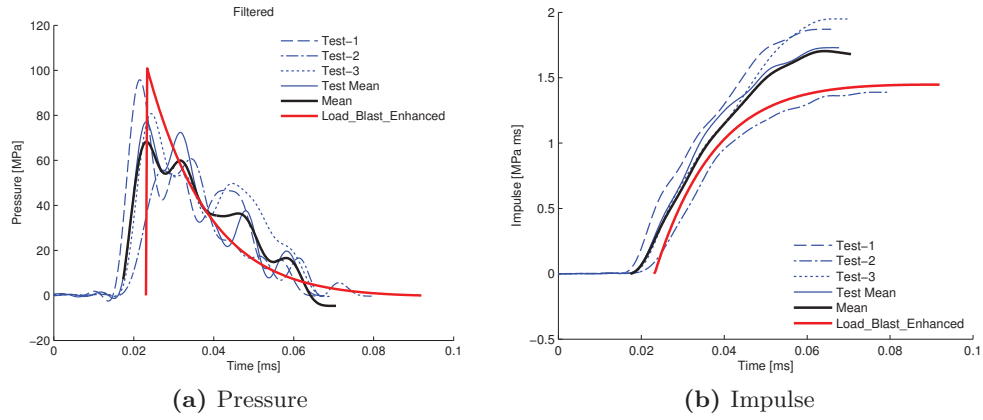 Filtered
120
100
80
60
40
20
0
−20
Pressure [MPa]
0 0.02 0.04 0.06 0.08 0.1
Time [ms]
Test−1
Test−2
Test−3
Test Mean
Mean
Load_Blast_Enhanced
(a) Pressure
2
1.5
1
0.5
0
−0.5
Impulse [MPa ms]
0 0.02 0.04 0.06 0.08 0.1
Time [ms]
Test−1
Test−2
Test−3
Test Mean
Mean
Load_Blast_Enhanced
(b) Impulse